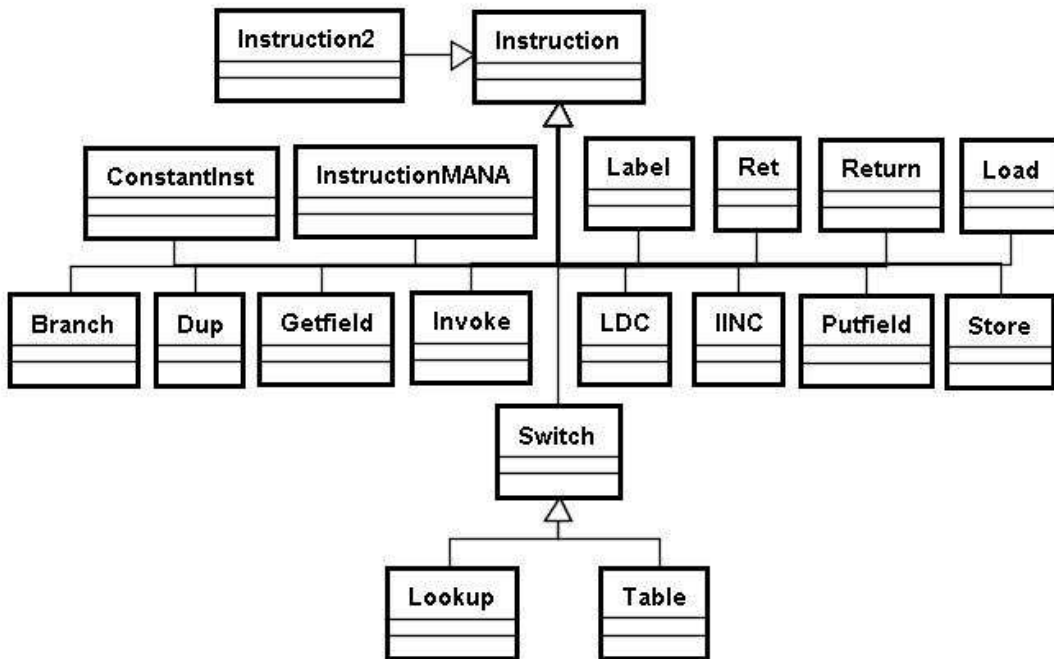 Instruction2
Instruction
ConstantInst
InstructionMANA
Label
Ret
Return
Load
Branch
Dup
Getfield
Invoke
LDC
IINC
Putfield
Store
Switch
Lookup
Table